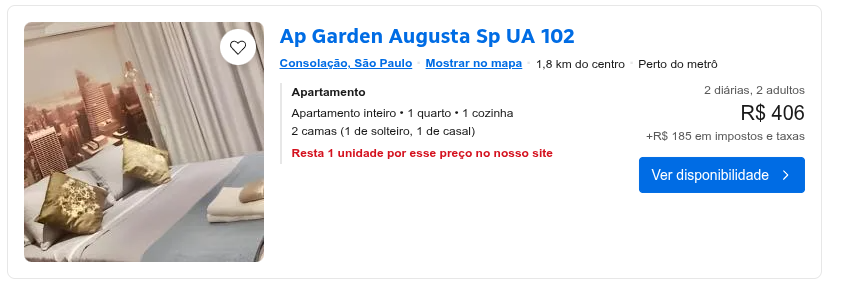 Ap Garden Augusta Sp UA 102
Consolação, São Paulo · Mostrar no mapa · 1,8 km do centro · Perto do metrô
Apartamento
Apartamento inteiro • 1 quarto • 1 cozinha
2 camas (1 de solteiro, 1 de casal)
Resta 1 unidade por esse preço no nosso site
2 diárias, 2 adultos
R$ 406
+R$ 185 em impostos e taxas
Ver disponibilidade